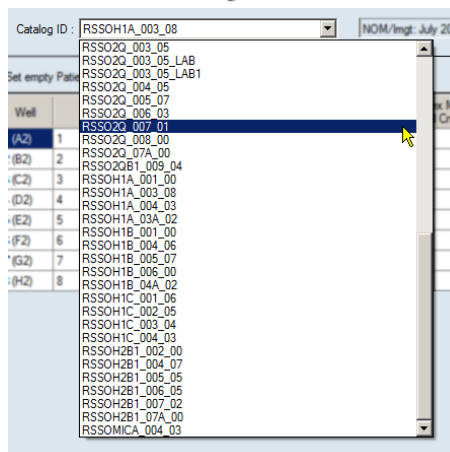 Catalog ID : RSSOH1A_003_08 NOM/Imgt: July 20
Set empty Patie
RSSO2Q_003_05
RSSO2Q_003_05_LAB
RSSO2Q_003_05_LAB1
RSSO2Q_004_05
RSSO2Q_005_07
RSSO2Q_006_03
RSSO2Q_007_01
RSSO2Q_008_00
RSSO2Q_07A_00
RSSO2QB1_009_04
RSSOH1A_001_00
RSSOH1A_003_08
RSSOH1A_004_03
RSSOH1A_03A_02
RSSOH1B_001_00
RSSOH1B_004_06
RSSOH1B_005_07
RSSOH1B_006_00
RSSOH1B_04A_02
RSSOH1C_001_06
RSSOH1C_002_05
RSSOH1C_003_04
RSSOH1C_004_03
RSSOH2B1_002_00
RSSOH2B1_004_07
RSSOH2B1_005_05
RSSOH2B1_006_05
RSSOH2B1_007_02
RSSOH2B1_07A_00
RSSOMICA_004_03
Well
(A2) 1
(B2) 2
(C2) 3
(D2) 4
(E2) 5
(F2) 6
(G2) 7
(H2) 8